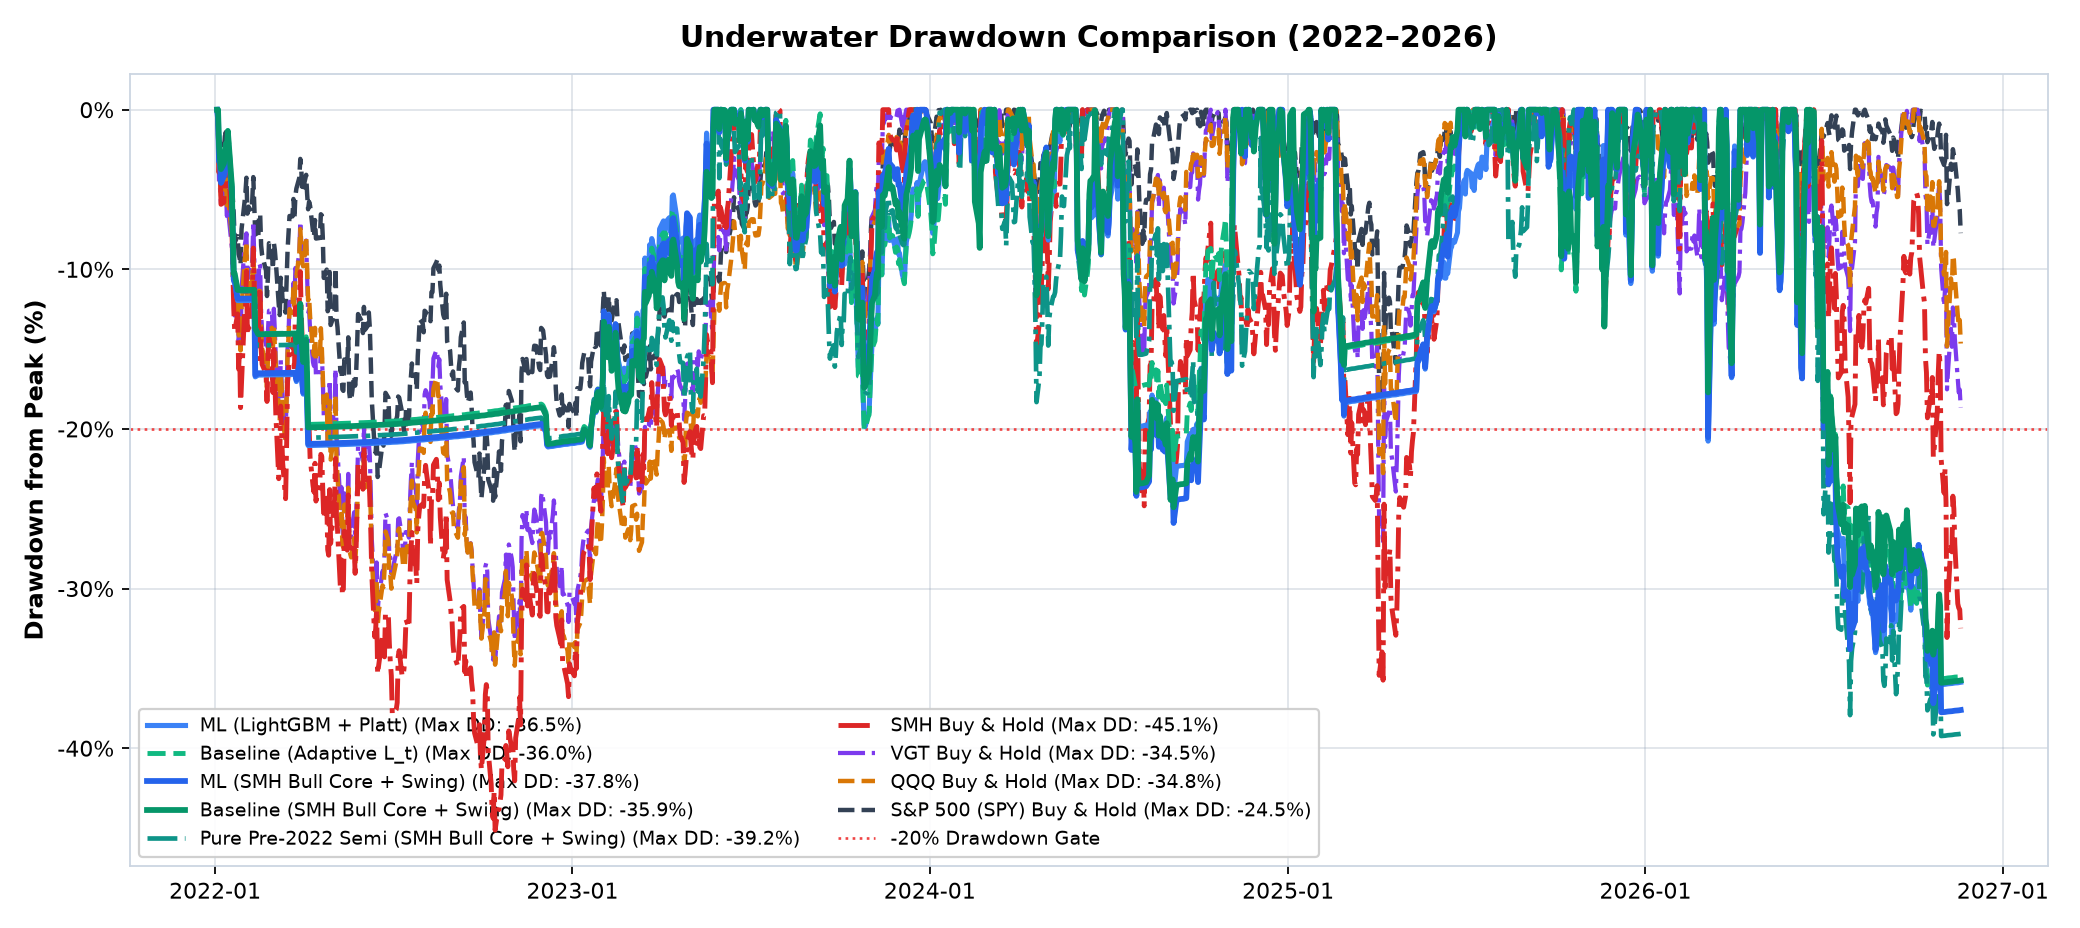 Underwater Drawdown Comparison (2022–2026)
Drawdown from Peak (%)
0%
-10%
-20%
-30%
-40%
ML (LightGBM + Platt) (Max DD: -36.5%)
Baseline (Adaptive L_t) (Max DD: -36.0%)
ML (SMH Bull Core + Swing) (Max DD: -37.8%)
Baseline (SMH Bull Core + Swing) (Max DD: -35.9%)
Pure Pre-2022 Semi (SMH Bull Core + Swing) (Max DD: -39.2%)
SMH Buy & Hold (Max DD: -45.1%)
VGT Buy & Hold (Max DD: -34.5%)
QQQ Buy & Hold (Max DD: -34.8%)
S&P 500 (SPY) Buy & Hold (Max DD: -24.5%)
-20% Drawdown Gate
2022-01
2023-01
2024-01
2025-01
2026-01
2027-01